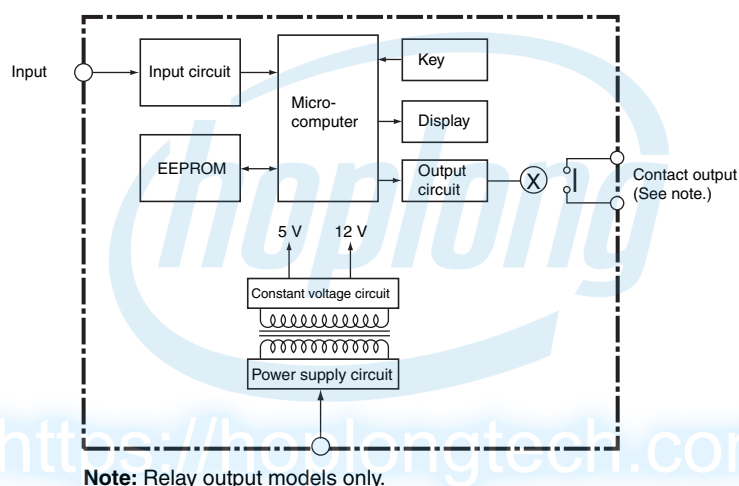 Input
Input circuit
Micro-
computer
Key
Display
EEPROM
Output
circuit
X
Contact output
(See note.)
5 V
12 V
Constant voltage circuit
Power supply circuit
hoplong
https://hoplongtech.com
Note: Relay output models only.